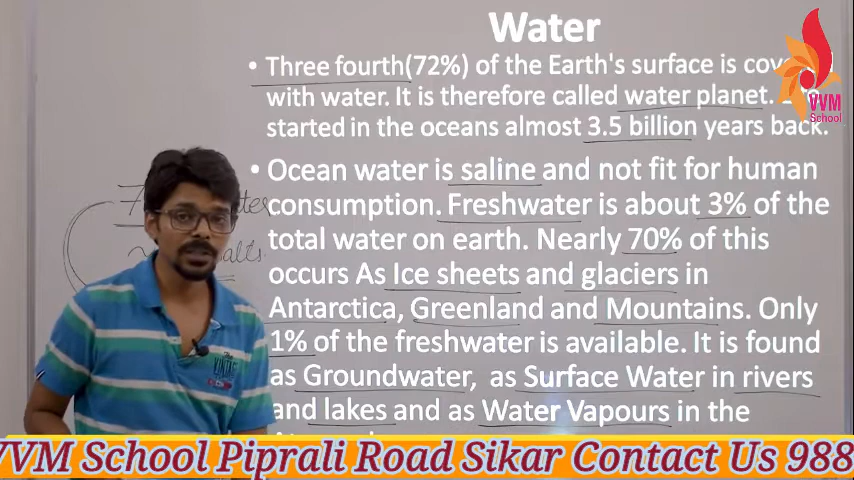 Water
VVM
School
• Three fourth(72%) of the Earth's surface is
with water. It is therefore called water planet.
started in the oceans almost 3.5 billion years back.
• Ocean water is saline and not fit for human
consumption. Freshwater is about 3% of the
total water on earth. Nearly 70% of this
occurs As Ice sheets and glaciers in
Antarctica, Greenland and Mountains. Only
1% of the freshwater is available. It is found
as Groundwater, as Surface Water in rivers
and lakes and as Water Vapours in the
VVM School Piprali Road Sikar Contact Us 988